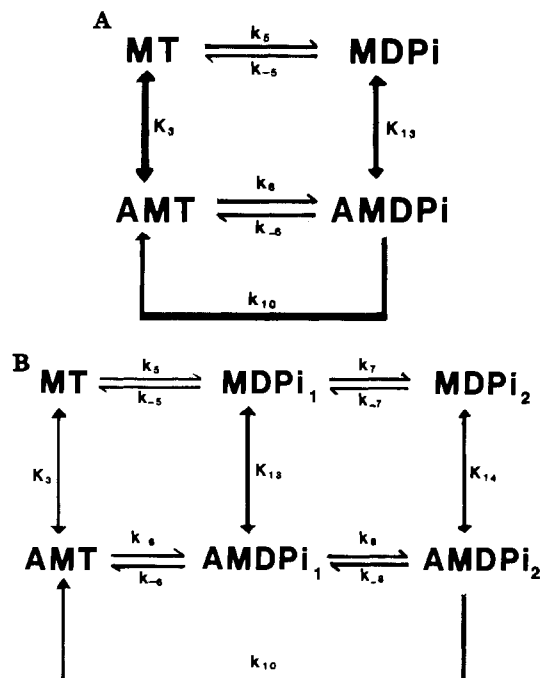 A
k₅
MT MDPi
k₋₅
K₃ K₁₃
k₆
AMT AMDPi
k₋₆
k₁₀
B
k₅ k₇
MT MDPi₁ MDPi₂
k₋₅ k₋₇
K₃ K₁₃ K₁₄
k₆ k₈
AMT AMDPi₁ AMDPi₂
k₋₆ k₋₈
k₁₀